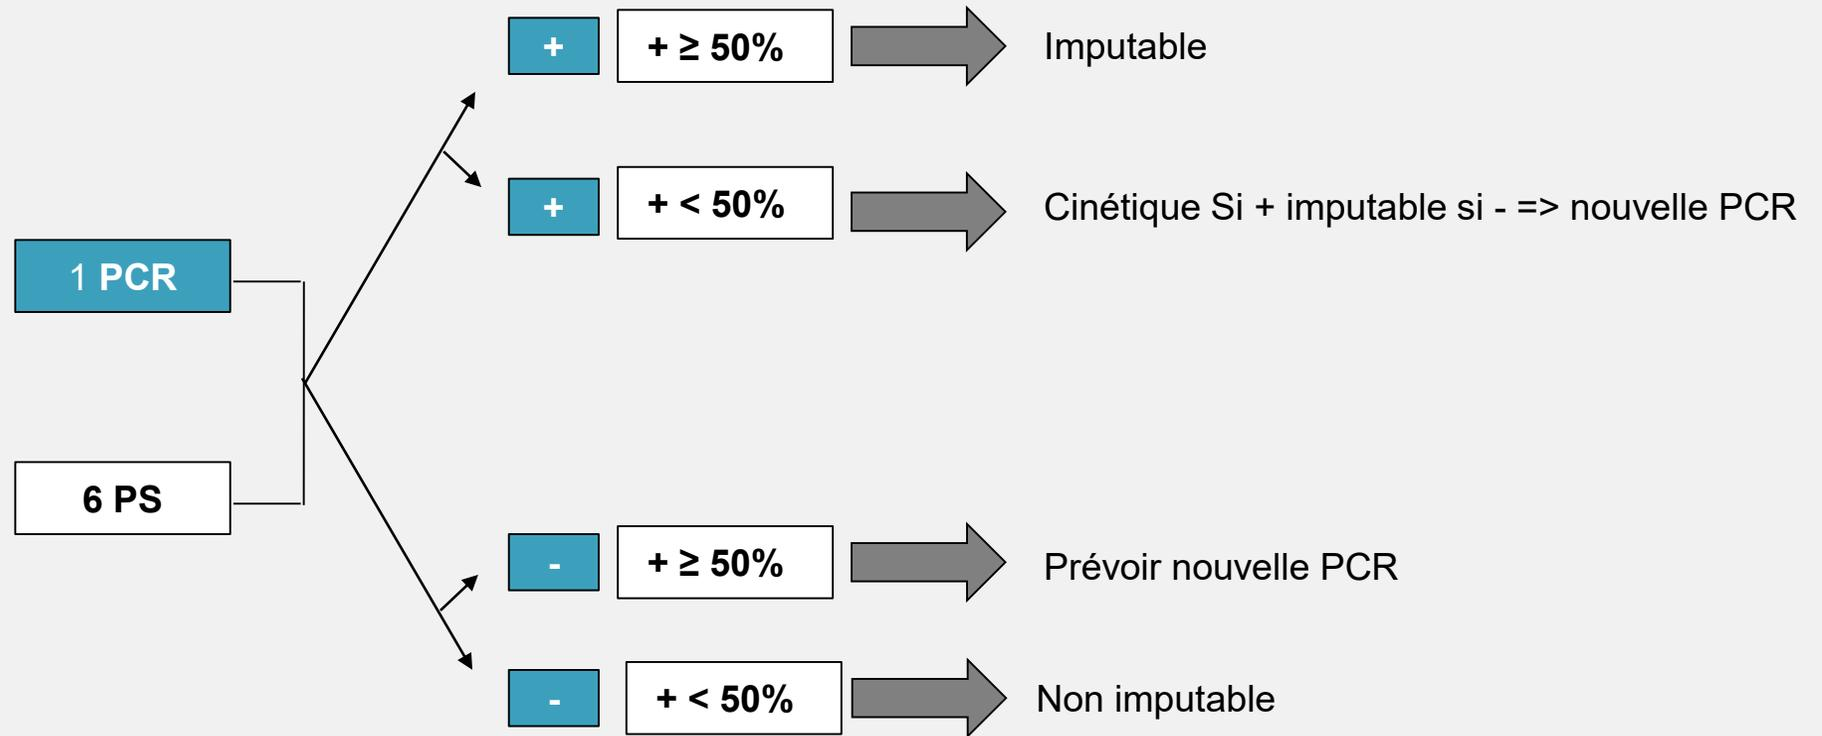 + + ≥ 50% Imputable
+ + < 50% Cinétique Si + imputable si - => nouvelle PCR
1 PCR
6 PS
- + ≥ 50% Prévoir nouvelle PCR
- + < 50% Non imputable